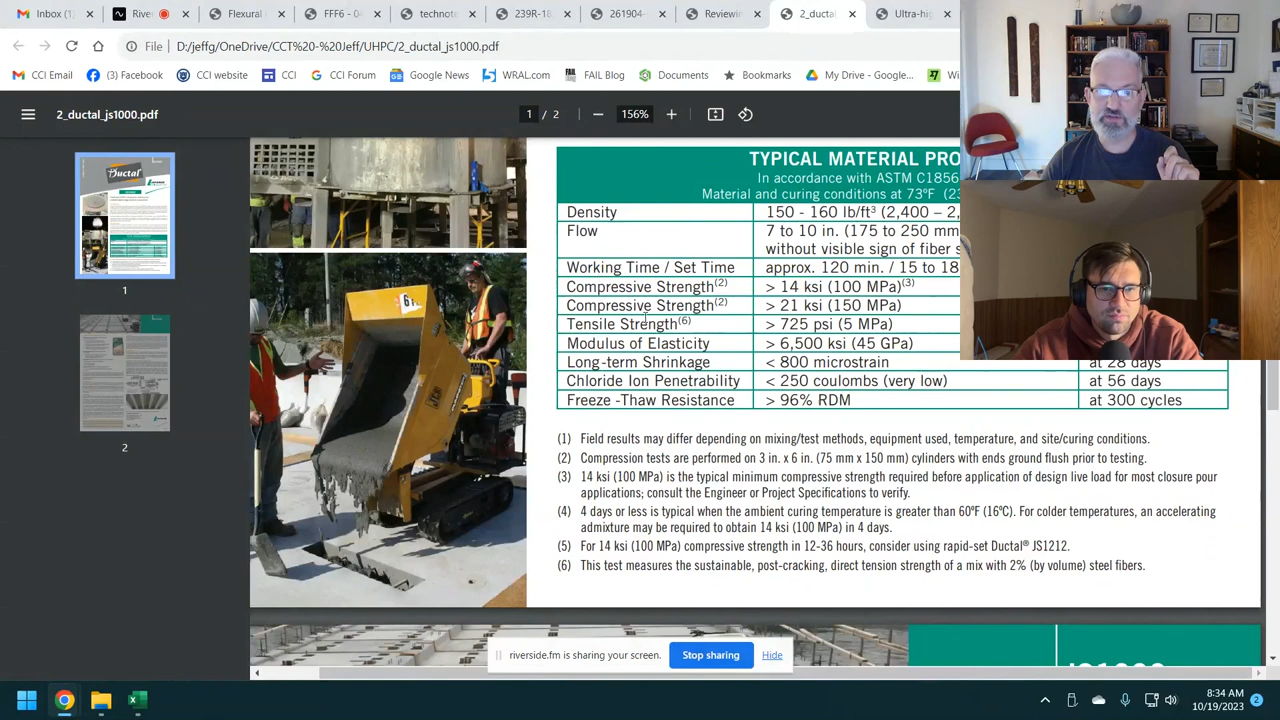 Inbox (1)
River
Flexural
FFF6 - 04
technote
239R-1
261904-
Reviewing
2_ductal
Ultra-hig
File D:/jeffg/OneDrive/CCT%20-%20Jeff/UHPC/2_ductal_js1000.pdf
CCI Email (3) Facebook CCI website CCI CCI Forum Google News WRAL.com FAIL Blog Documents Bookmarks My Drive - Google... Wi
2_ductal_js1000.pdf 1 / 2 156%
TYPICAL MATERIAL PRO
In accordance with ASTM C1856
Material and curing conditions at 73ºF (23
Density 150 - 160 lb/ft³ (2,400 – 2,
Flow 7 to 10 in. (175 to 250 mm
without visible sign of fiber s
Working Time / Set Time approx. 120 min. / 15 to 18
Compressive Strength(2) > 14 ksi (100 MPa)(3)
Compressive Strength(2) > 21 ksi (150 MPa)
Tensile Strength(6) > 725 psi (5 MPa)
Modulus of Elasticity > 6,500 ksi (45 GPa)
Long-term Shrinkage < 800 microstrain at 28 days
Chloride Ion Penetrability < 250 coulombs (very low) at 56 days
Freeze -Thaw Resistance > 96% RDM at 300 cycles
(1) Field results may differ depending on mixing/test methods, equipment used, temperature, and site/curing conditions.
(2) Compression tests are performed on 3 in. x 6 in. (75 mm x 150 mm) cylinders with ends ground flush prior to testing.
(3) 14 ksi (100 MPa) is the typical minimum compressive strength required before application of design live load for most closure pour
applications; consult the Engineer or Project Specifications to verify.
(4) 4 days or less is typical when the ambient curing temperature is greater than 60ºF (16ºC). For colder temperatures, an accelerating
admixture may be required to obtain 14 ksi (100 MPa) in 4 days.
(5) For 14 ksi (100 MPa) compressive strength in 12-36 hours, consider using rapid-set Ductal® JS1212.
(6) This test measures the sustainable, post-cracking, direct tension strength of a mix with 2% (by volume) steel fibers.
Ductal
1
2
riverside.fm is sharing your screen. Stop sharing Hide
JS1000
8:34 AM
10/19/2023
2